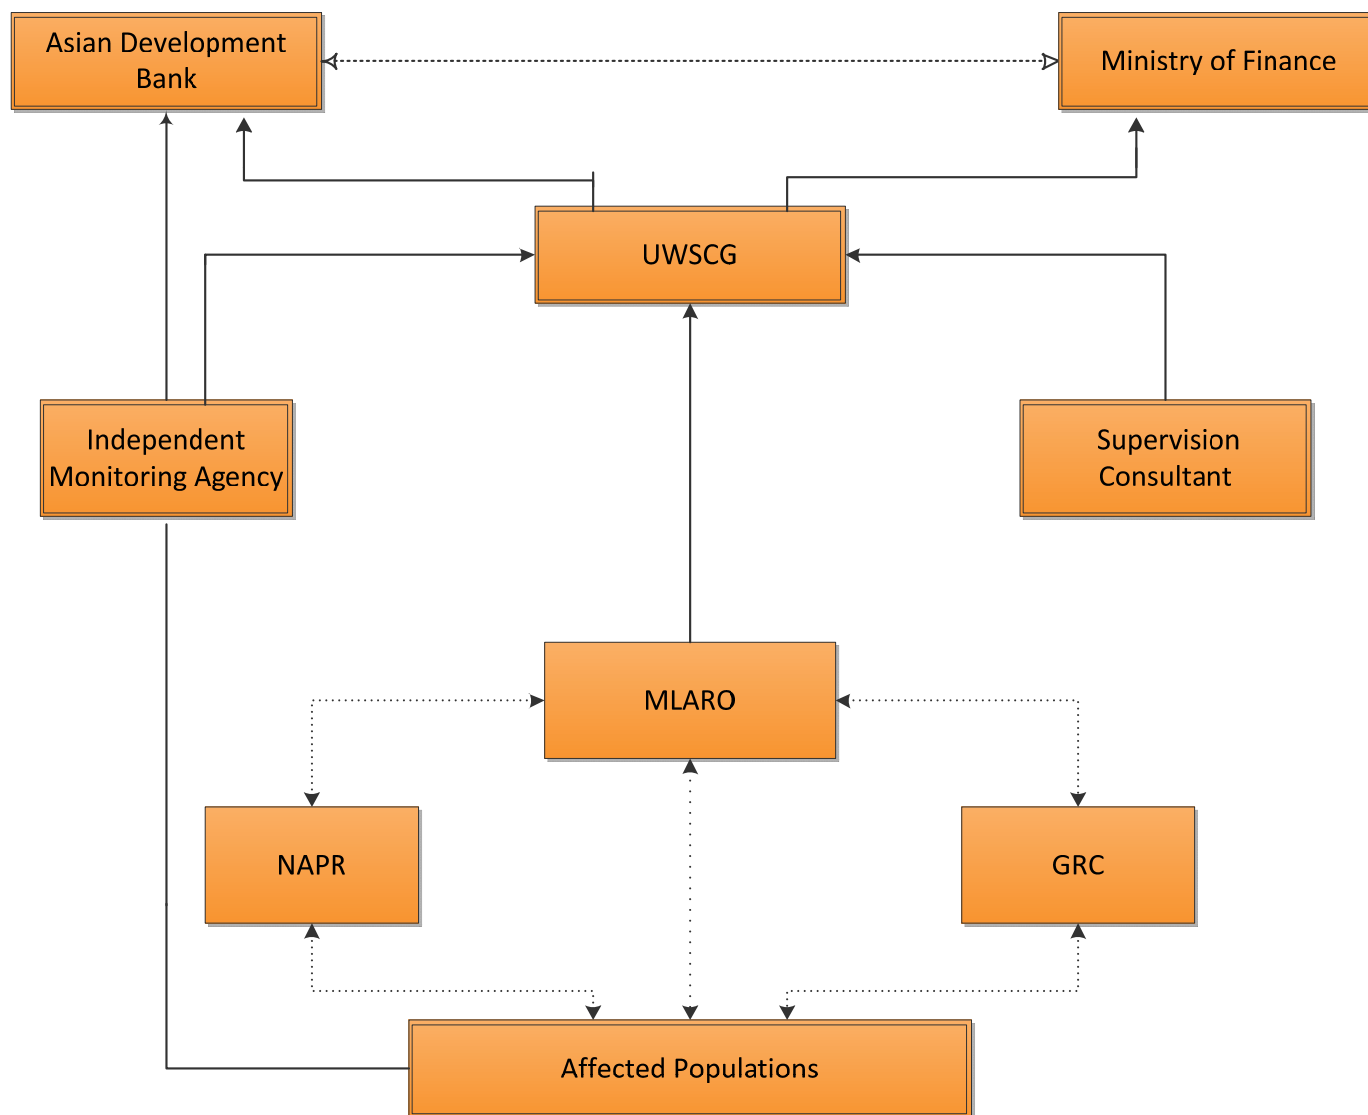 Asian Development
Bank
Ministry of Finance
UWSCG
Independent
Monitoring Agency
Supervision
Consultant
MLARO
NAPR
GRC
Affected Populations